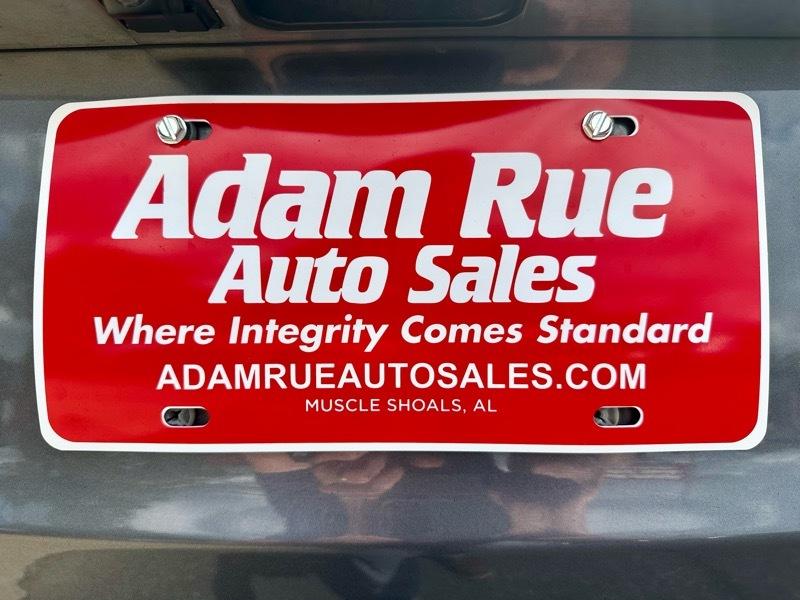 Adam Rue
Auto Sales
Where Integrity Comes Standard
ADAMRUEAUTOSALES.COM
MUSCLE SHOALS, AL